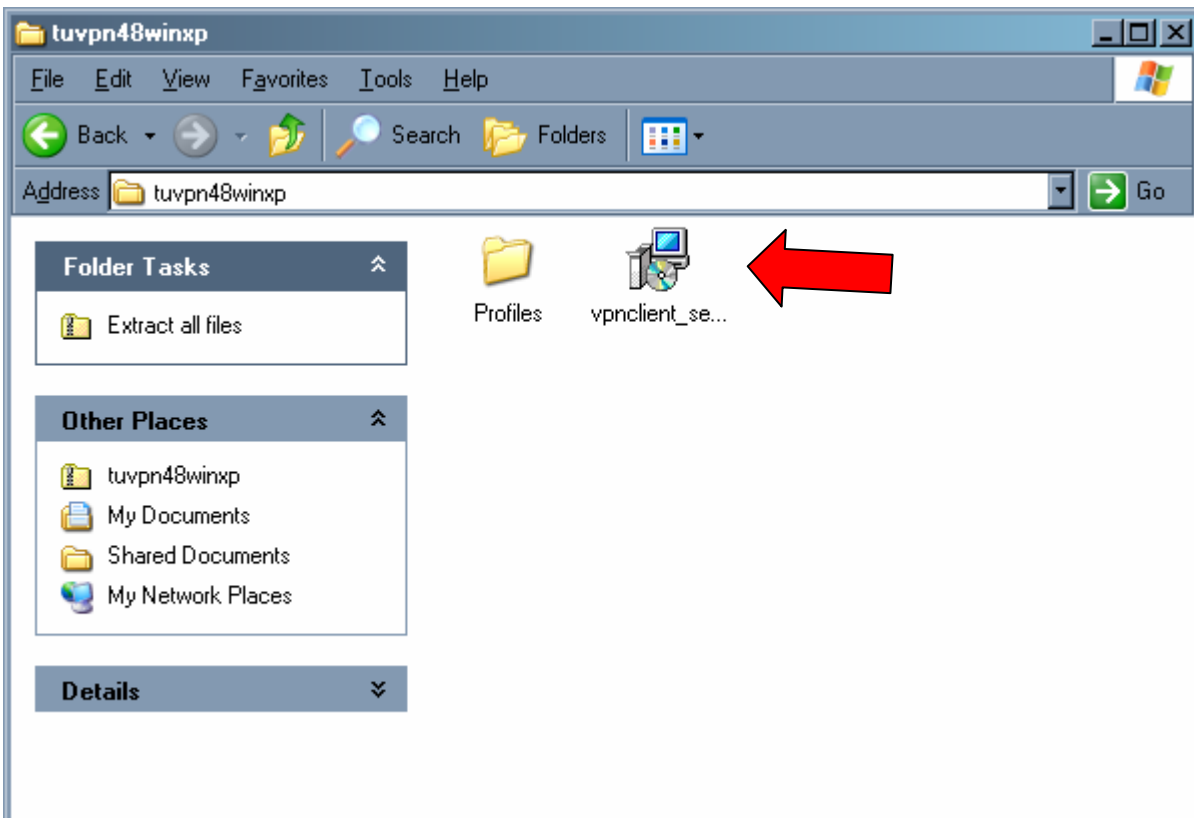 tuvpn48winxp
File Edit View Favorites Tools Help
Back Search Folders
Address tuvpn48winxp Go
Folder Tasks
Extract all files
Profiles vpnclient_se...
Other Places
tuvpn48winxp
My Documents
Shared Documents
My Network Places
Details